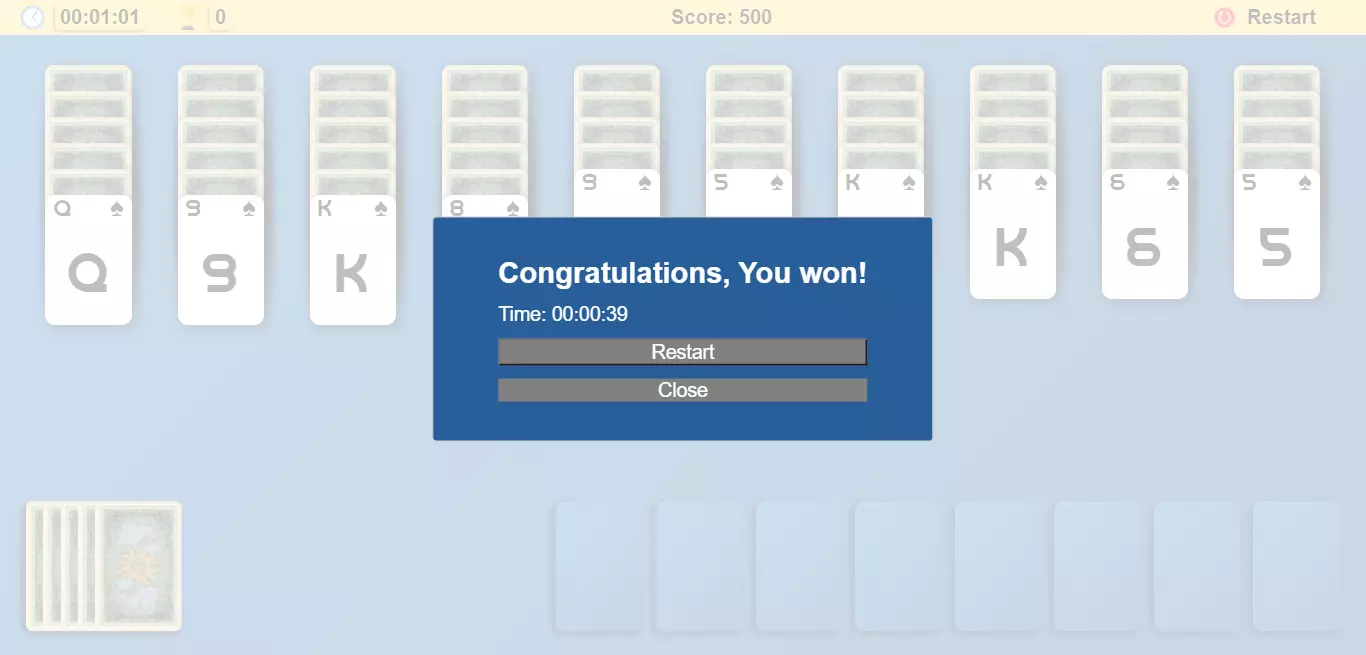 00:01:01 0 Score: 500 Restart
9 ♠ 5 ♠ K ♠ K ♠ 6 ♠ 5 ♠
Q ♠ 9 ♠ K ♠ 8 ♠
K 6 5
Q 9 K
Congratulations, You won!
Time: 00:00:39
Restart
Close